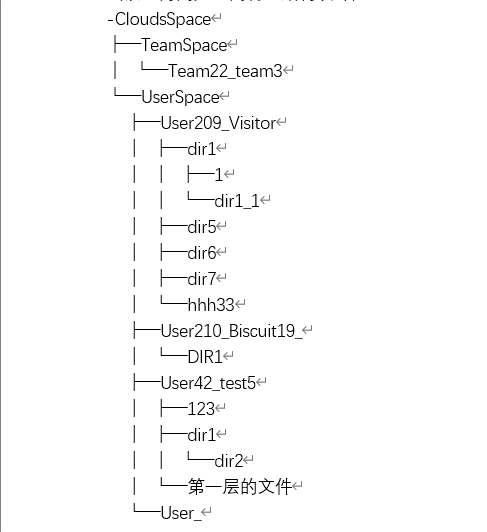 -CloudsSpace↵
├──TeamSpace↵
│   └──Team22_team3↵
└──UserSpace↵
    ├──User209_Visitor↵
    │   ├──dir1↵
    │   │   ├──1↵
    │   │   └──dir1_1↵
    │   ├──dir5↵
    │   ├──dir6↵
    │   ├──dir7↵
    │   └──hhh33↵
    ├──User210_Biscuit19_↵
    │   └──DIR1↵
    ├──User42_test5↵
    │   ├──123↵
    │   ├──dir1↵
    │   │   └──dir2↵
    │   └──第一层的文件↵
    └──User_↵